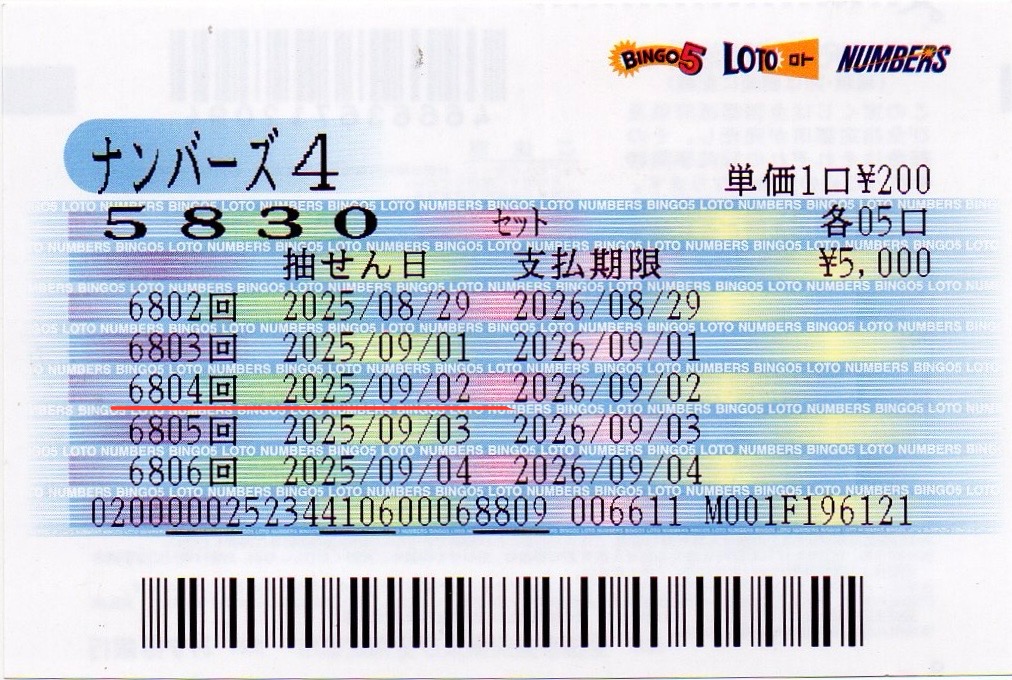 BINGO5 LOTO ロト NUMBERS
ナンバーズ4
単価1口¥200
5830 セット 各05口
抽せん日 支払期限 ¥5,000
6802回 2025/08/29 2026/08/29
6803回 2025/09/01 2026/09/01
6804回 2025/09/02 2026/09/02
6805回 2025/09/03 2026/09/03
6806回 2025/09/04 2026/09/04
020000025234410600068809 006611 M001F196121